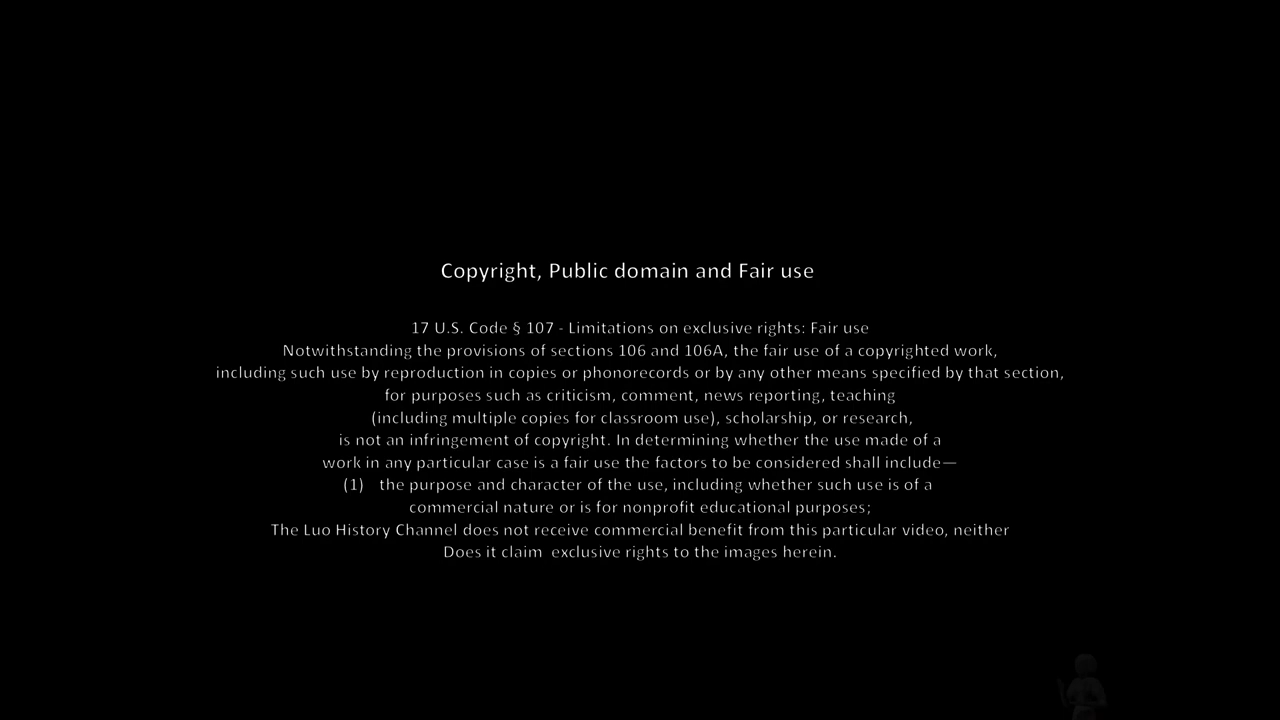 Copyright, Public domain and Fair use
17 U.S. Code § 107 - Limitations on exclusive rights: Fair use
Notwithstanding the provisions of sections 106 and 106A, the fair use of a copyrighted work,
including such use by reproduction in copies or phonorecords or by any other means specified by that section,
for purposes such as criticism, comment, news reporting, teaching
(including multiple copies for classroom use), scholarship, or research,
is not an infringement of copyright. In determining whether the use made of a
work in any particular case is a fair use the factors to be considered shall include—
(1) the purpose and character of the use, including whether such use is of a
commercial nature or is for nonprofit educational purposes;
The Luo History Channel does not receive commercial benefit from this particular video, neither
Does it claim exclusive rights to the images herein.